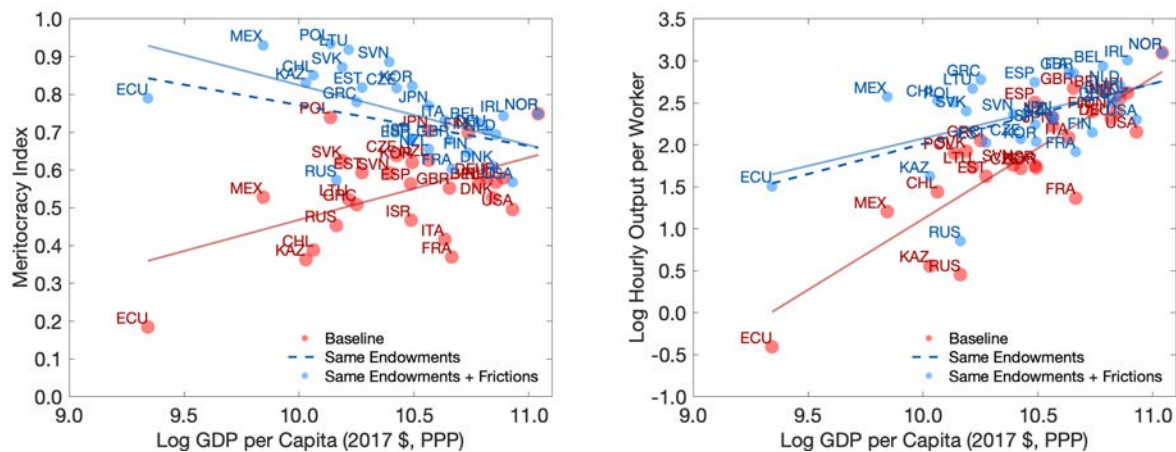 Meritocracy Index
1.0
0.9
0.8
0.7
0.6
0.5
0.4
0.3
0.2
0.1
0.0
MEX
POL
LTU
SVN
SVK
CHL
KAZ
EST
CZE
KOR
GRC
JPN
ECU
ITA
BEL
IRL
NOR
POL
JPN
FIN
FRA
DNK
RUS
SVK
EST
SVN
CZE
ESP
GBR
DNK
USA
MEX
LTU
GRC
RUS
ISR
ITA
FRA
CHL
KAZ
ECU
Baseline
Same Endowments
Same Endowments + Frictions
9.0 9.5 10.0 10.5 11.0
Log GDP per Capita (2017 $, PPP)
Log Hourly Output per Worker
3.5
3.0
2.5
2.0
1.5
1.0
0.5
0.0
-0.5
-1.0
NOR
IRL
BEL
GRC
LTU
ESP
GBR
MEX
CHL
SVK
SVN
ESP
GBR
NLD
USA
CZE
KOR
FIN
FRA
ITA
USA
ECU
KAZ
LTU
EST
CHL
MEX
FRA
RUS
KAZ
RUS
ECU
Baseline
Same Endowments
Same Endowments + Frictions
9.0 9.5 10.0 10.5 11.0
Log GDP per Capita (2017 $, PPP)